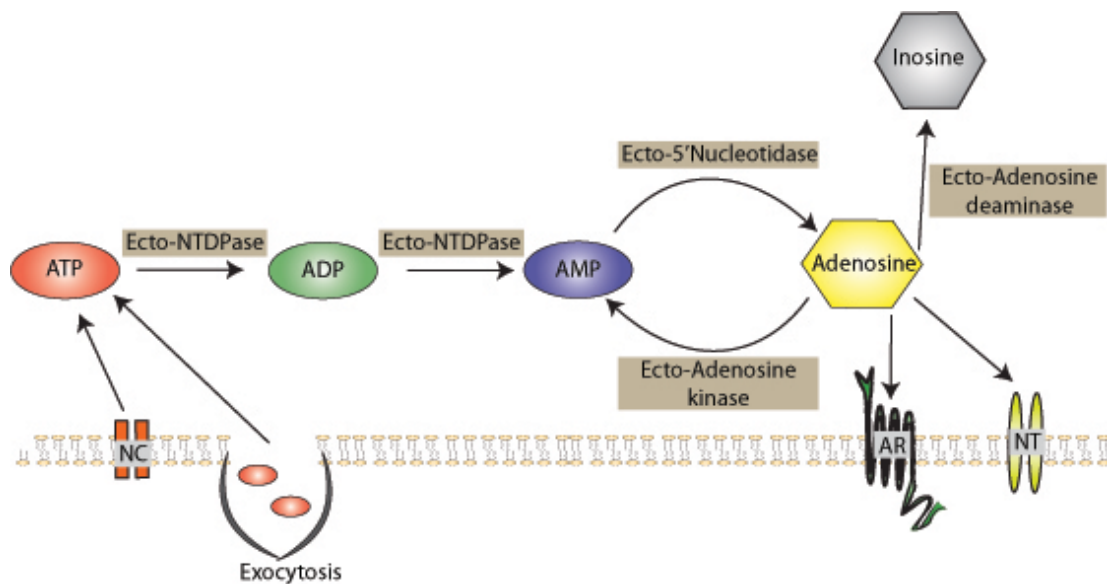 Inosine
Ecto-5'Nucleotidase
Ecto-Adenosine
deaminase
Ecto-NTDPase
Ecto-NTDPase
ATP
ADP
AMP
Adenosine
Ecto-Adenosine
kinase
NC
AR
NT
Exocytosis